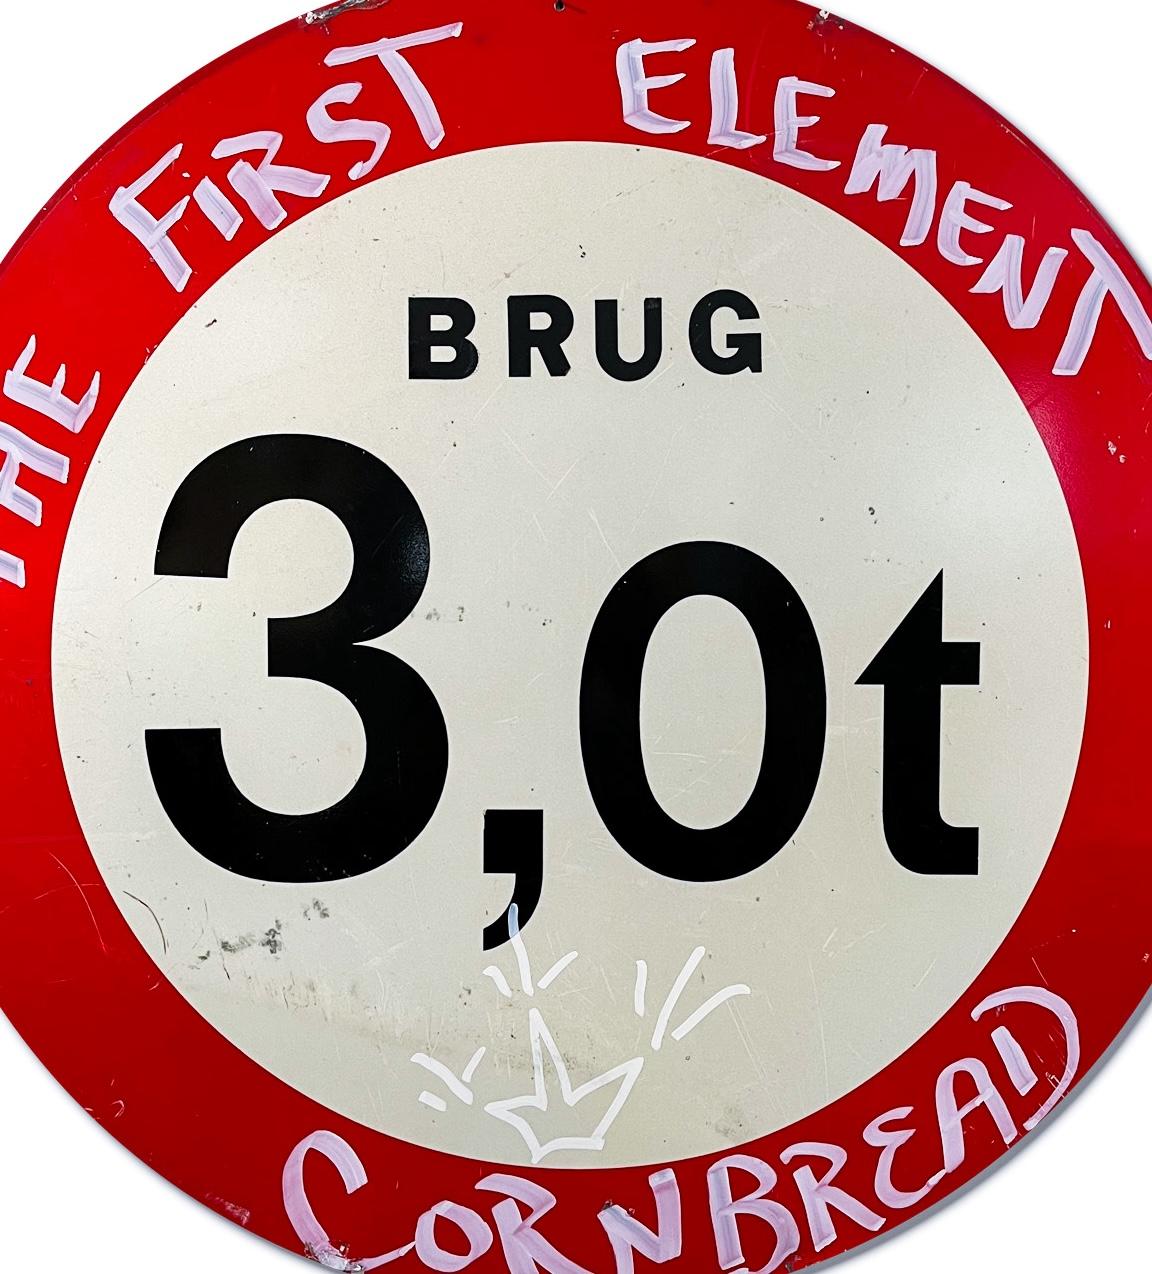 THE FIRST ELEMENT
BRUG
3,0t
CORNBREAD